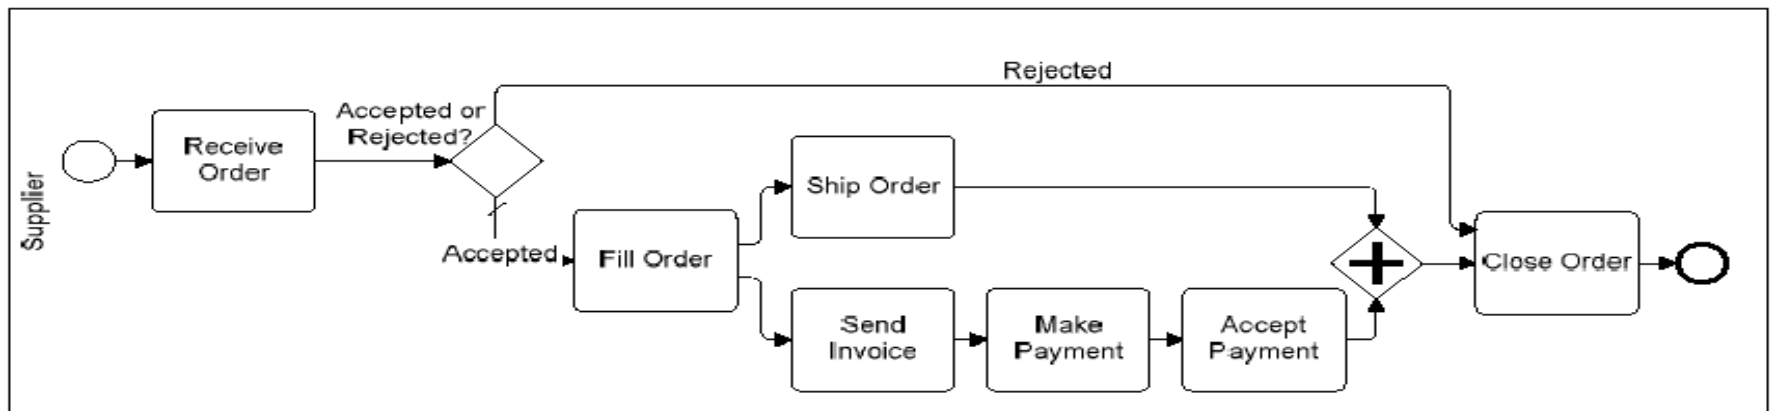 Supplier
Receive
Order
Accepted or
Rejected?
Rejected
Accepted
Fill Order
Ship Order
Send
Invoice
Make
Payment
Accept
Payment
Close Order